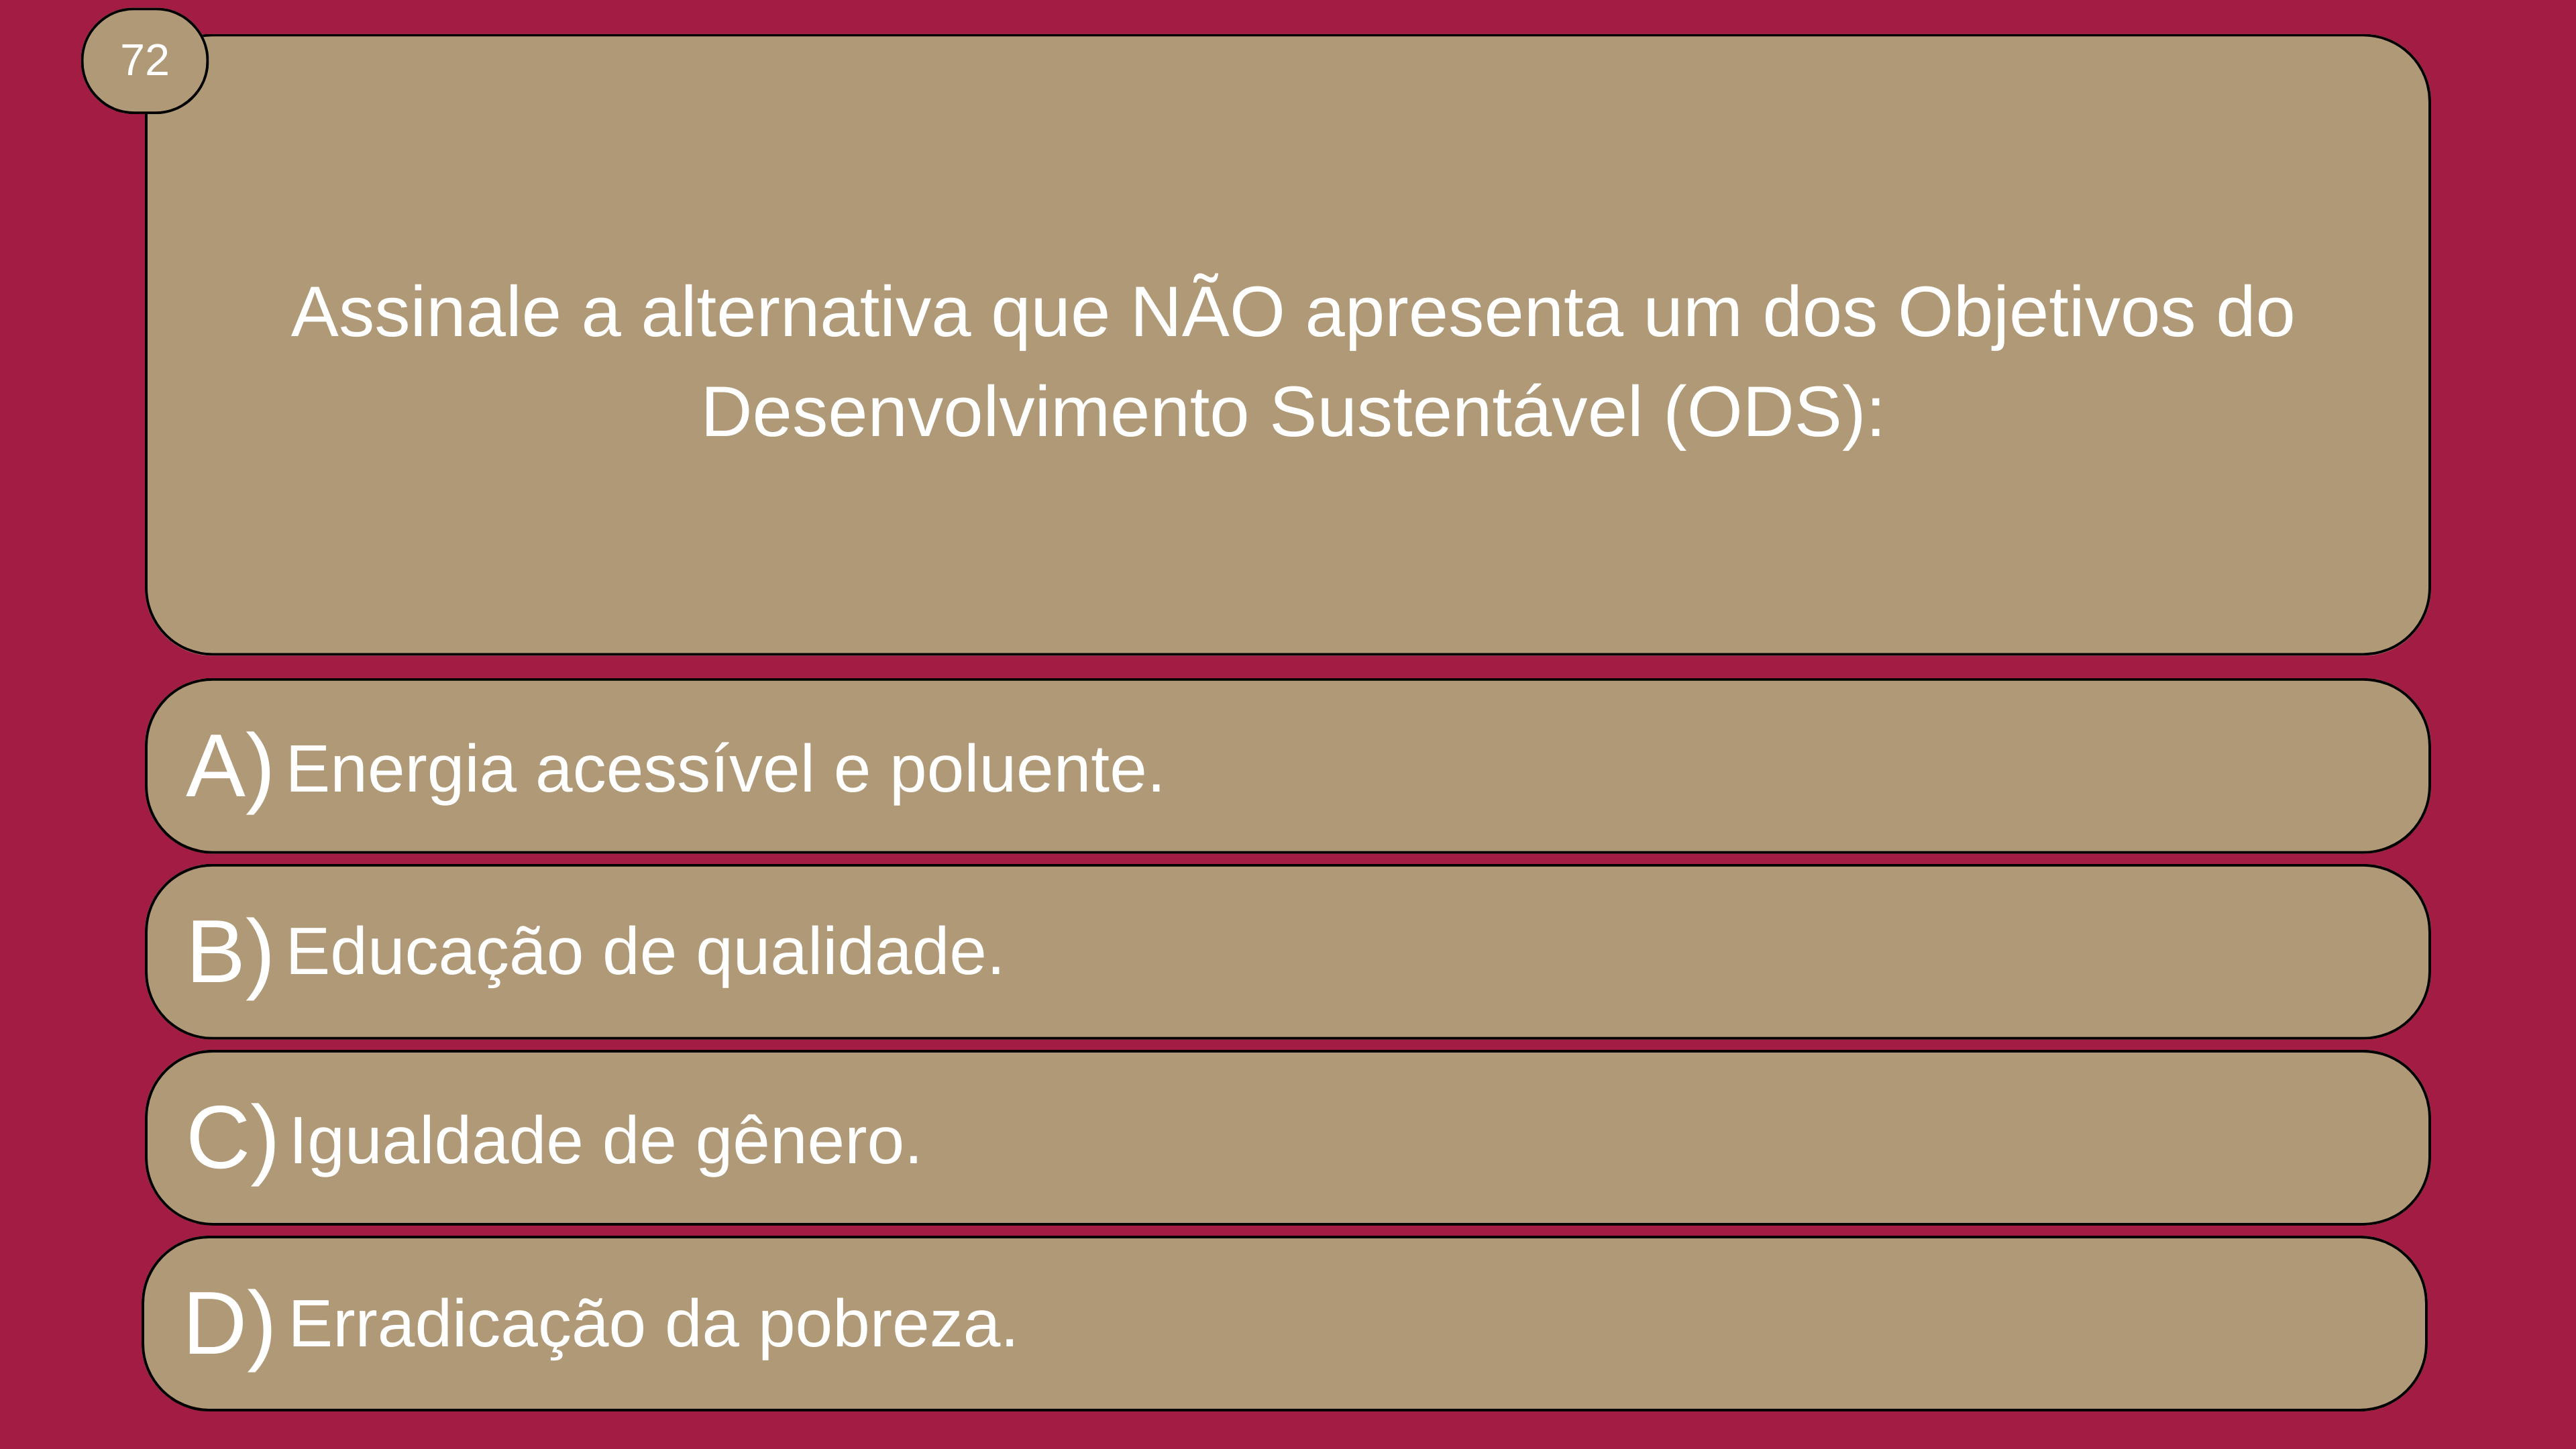 72
Assinale a alternativa que NÃO apresenta um dos Objetivos do
Desenvolvimento Sustentável (ODS):
A) Energia acessível e poluente.
B) Educação de qualidade.
C) Igualdade de gênero.
D) Erradicação da pobreza.